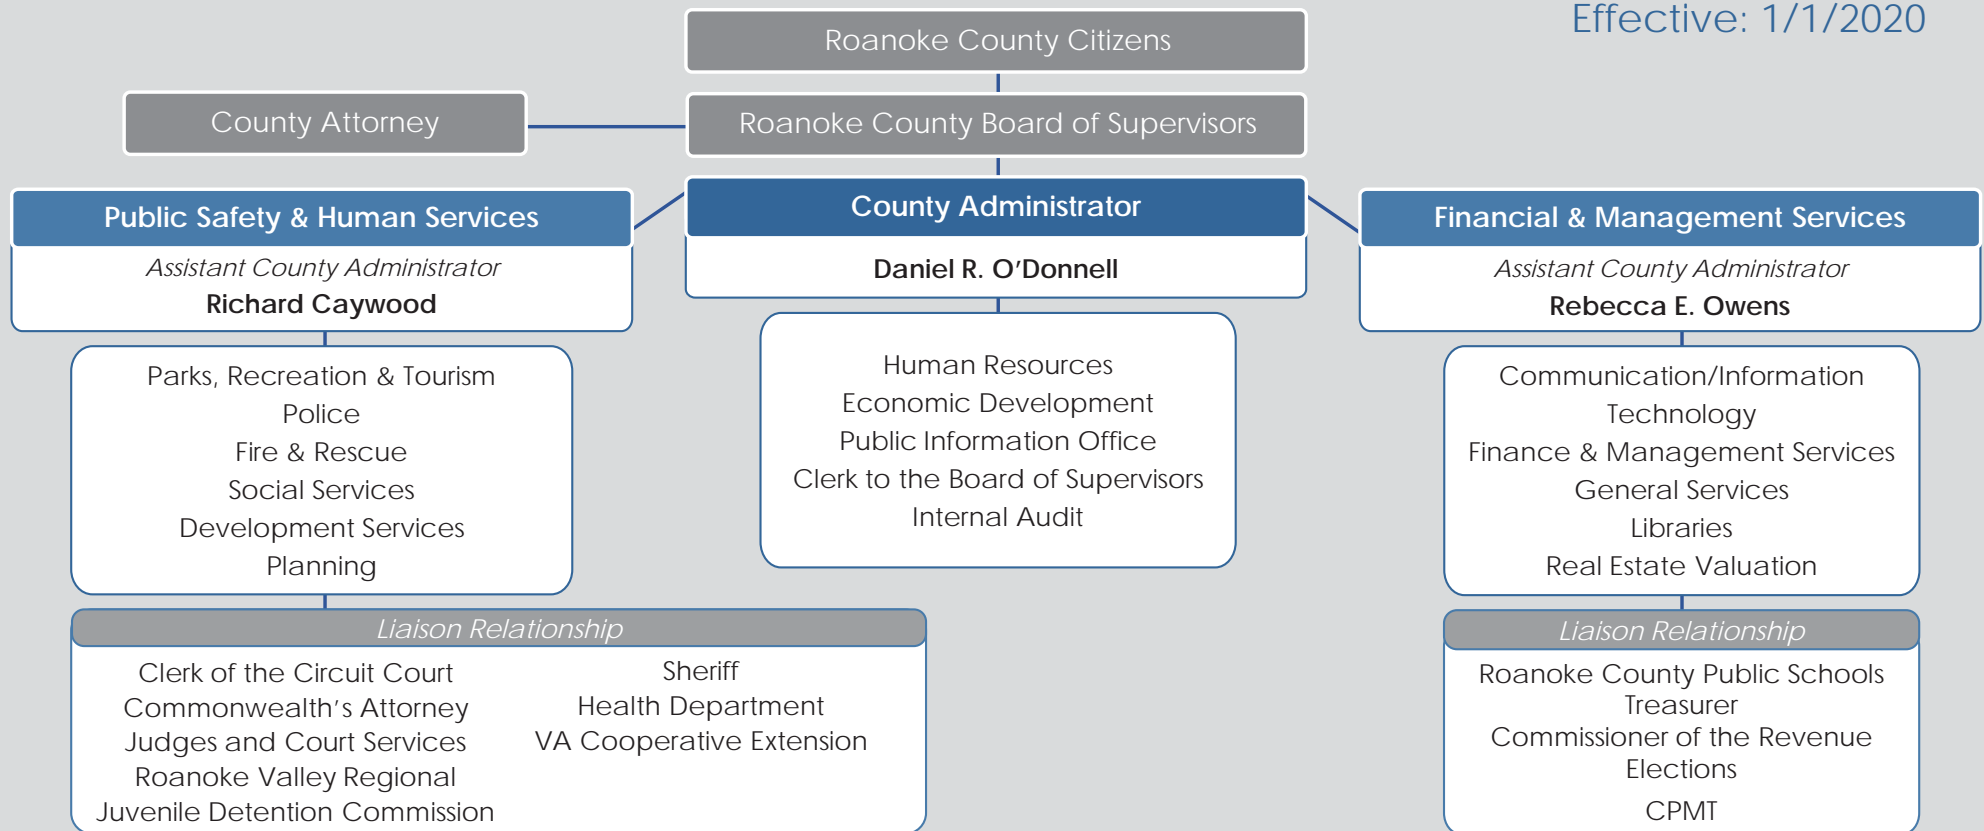 Effective: 1/1/2020
Roanoke County Citizens
County Attorney
Roanoke County Board of Supervisors
Public Safety & Human Services
Assistant County Administrator
Richard Caywood
County Administrator
Daniel R. O’Donnell
Financial & Management Services
Assistant County Administrator
Rebecca E. Owens
Parks, Recreation & Tourism
Police
Fire & Rescue
Social Services
Development Services
Planning
Human Resources
Economic Development
Public Information Office
Clerk to the Board of Supervisors
Internal Audit
Communication/Information
Technology
Finance & Management Services
General Services
Libraries
Real Estate Valuation
Liaison Relationship
Clerk of the Circuit Court
Commonwealth’s Attorney
Judges and Court Services
Roanoke Valley Regional
Juvenile Detention Commission
Sheriff
Health Department
VA Cooperative Extension
Liaison Relationship
Roanoke County Public Schools
Treasurer
Commissioner of the Revenue
Elections
CPMT